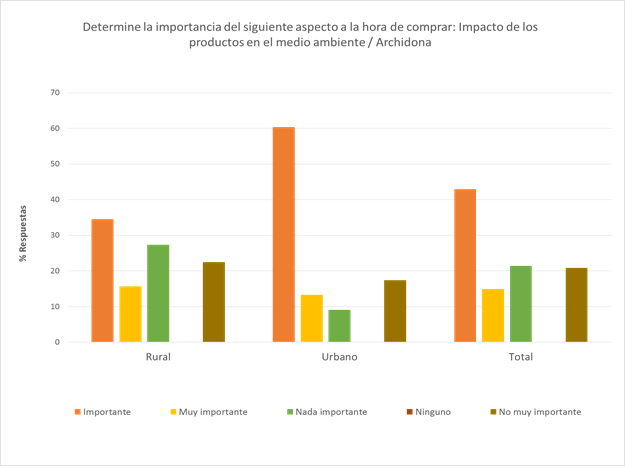 Determine la importancia del siguiente aspecto a la hora de comprar: Impacto de los
productos en el medio ambiente / Archidona
70
60
50
40
30
20
10
0
% Respuestas
Rural Urbano Total
Importante Muy importante Nada importante Ninguno No muy importante